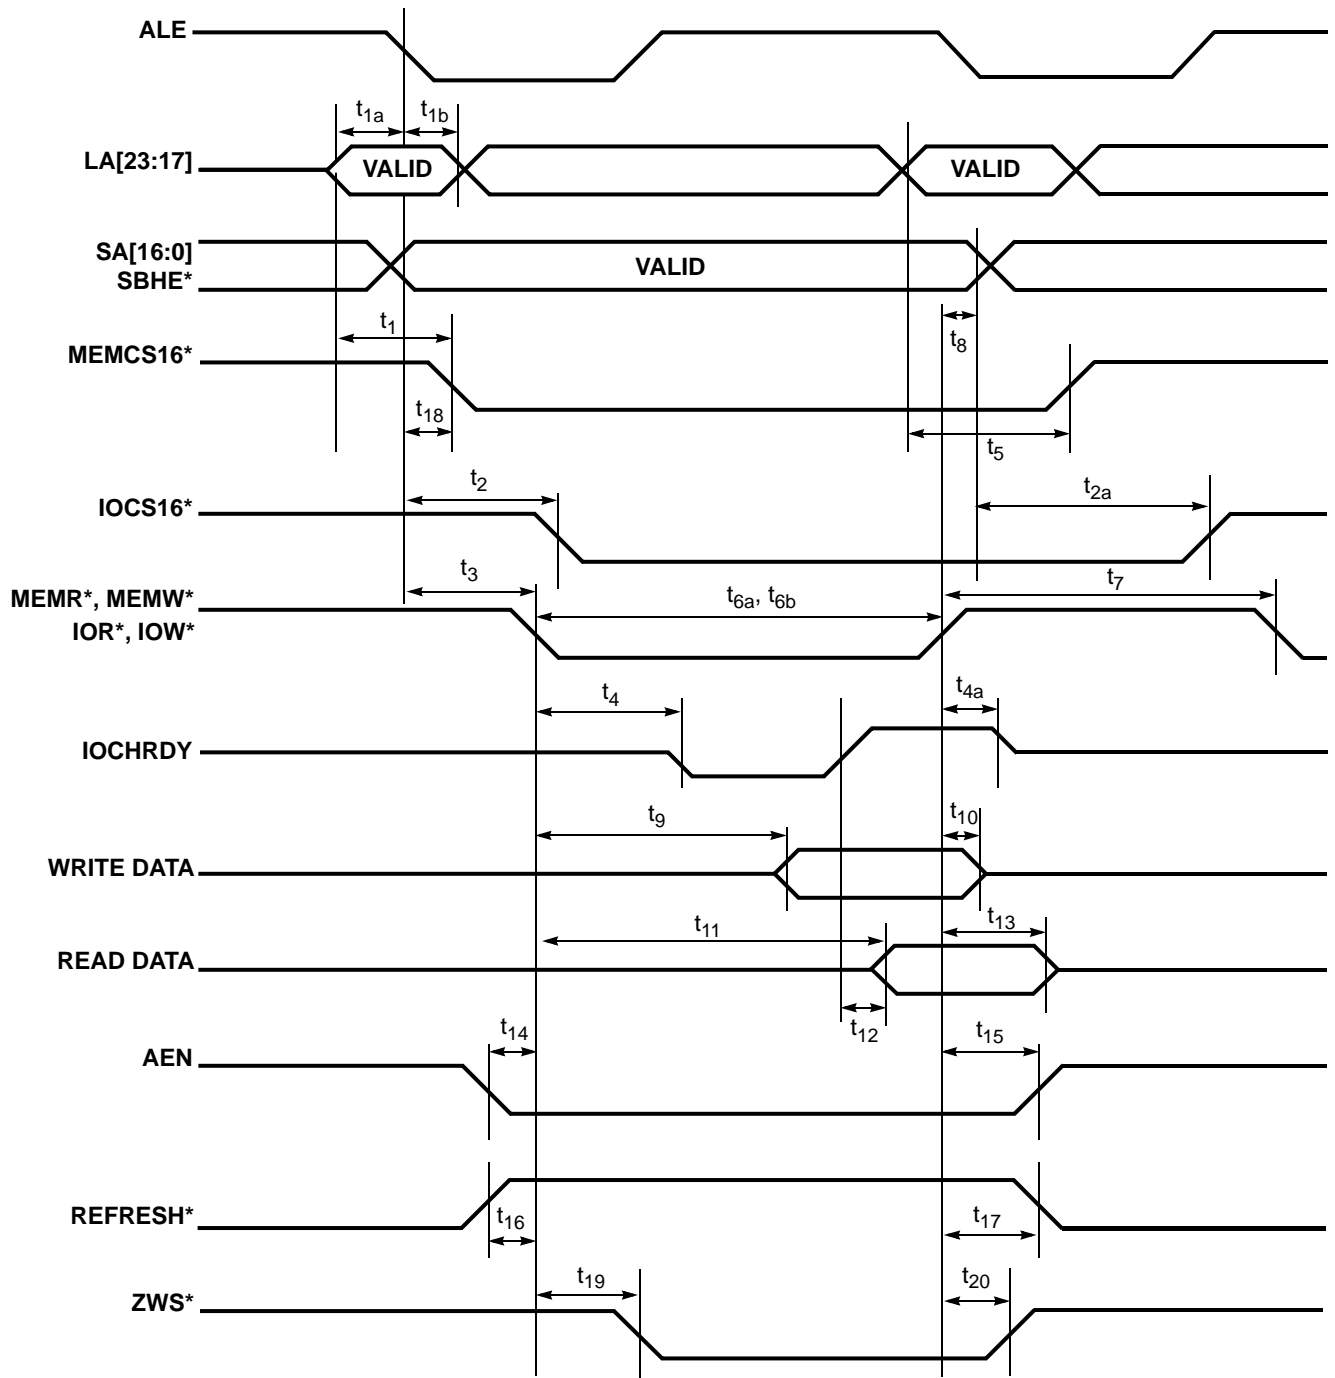 ALE
t1a t1b
LA[23:17] VALID VALID
SA[16:0]
SBHE* VALID
t1 t8
MEMCS16*
t18 t5
t2 t2a
IOCS16*
t3 t7
MEMR*, MEMW* t6a, t6b
IOR*, IOW*
t4 t4a
IOCHRDY
t9 t10
WRITE DATA
t11 t13
READ DATA
t14 t12 t15
AEN
REFRESH*
t16 t17
t19 t20
ZWS*